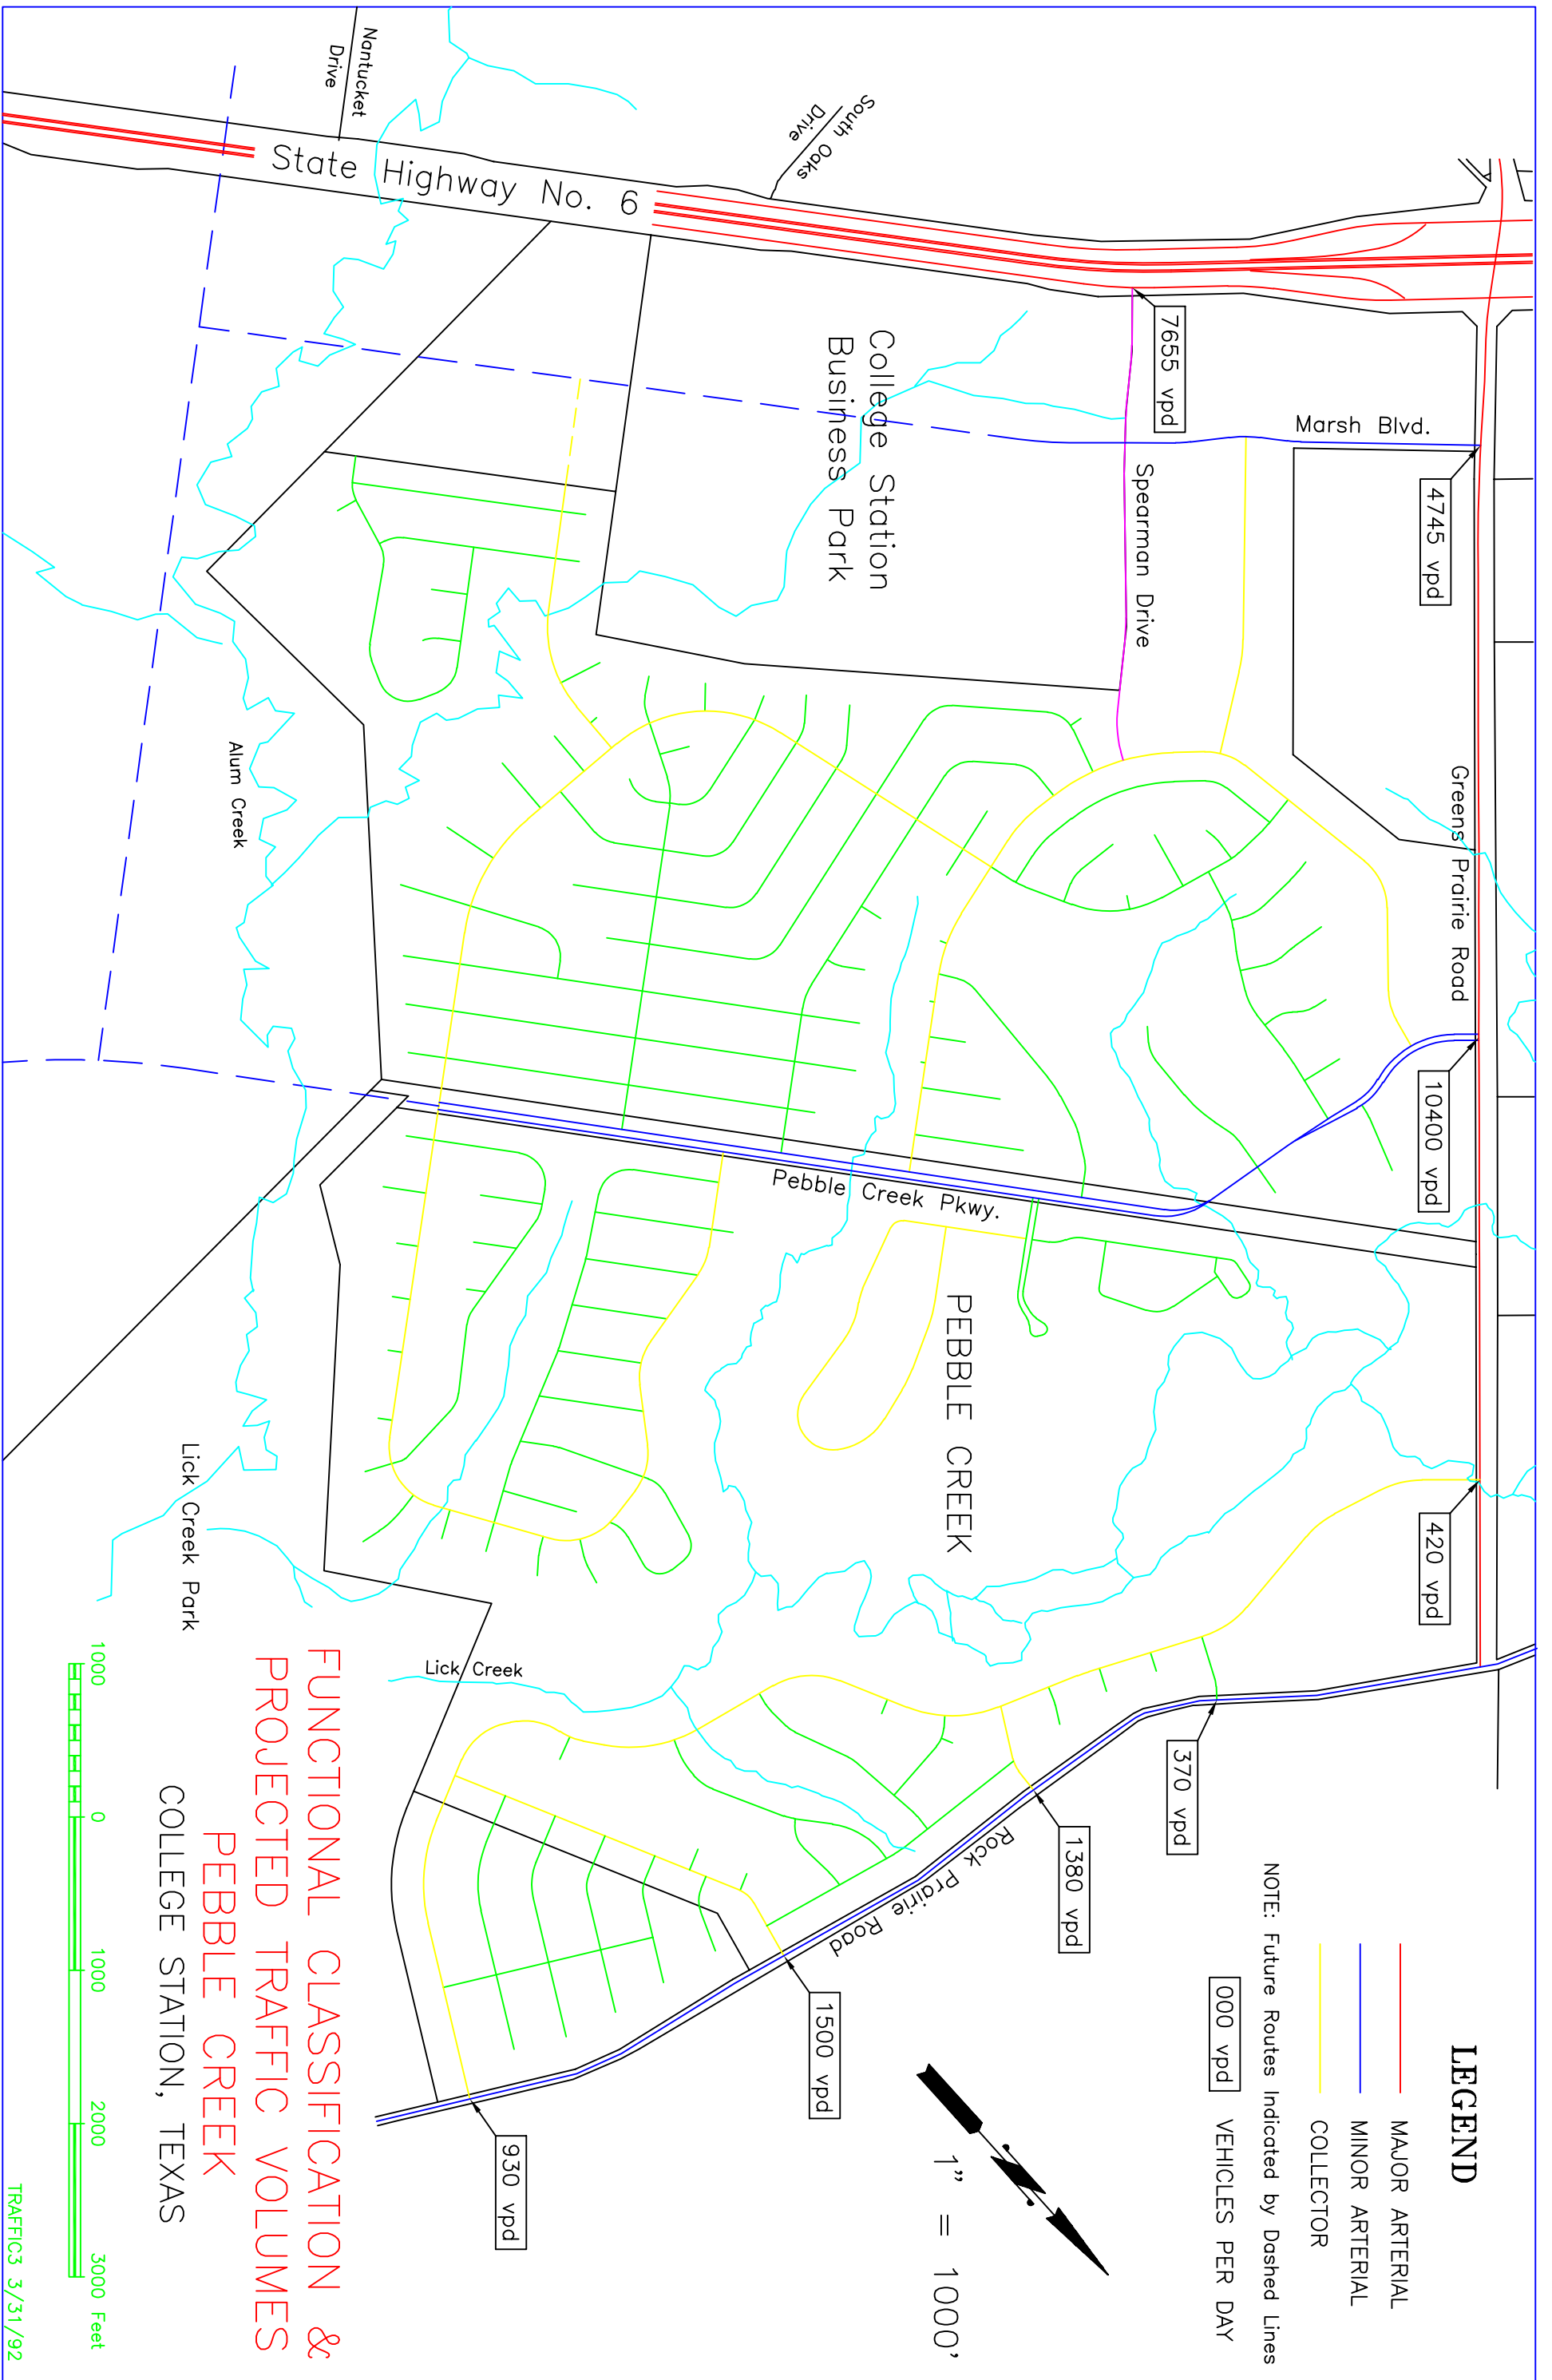 LEGEND
MAJOR ARTERIAL
MINOR ARTERIAL
COLLECTOR
NOTE: Future Routes Indicated by Dashed Lines
000 vpd VEHICLES PER DAY
Greens Prairie Road
Marsh Blvd.
4745 vpd
10400 vpd
420 vpd
7655 vpd
Spearman Drive
370 vpd
1380 vpd
Rock Prairie Road
1500 vpd
930 vpd
1" = 1000'
South Oaks
Drive
College Station
Business Park
PEBBLE CREEK
Pebble Creek Pkwy.
State Highway No. 6
Nantucket
Drive
Alum Creek
Lick Creek
Lick Creek Park
FUNCTIONAL CLASSIFICATION &
PROJECTED TRAFFIC VOLUMES
PEBBLE CREEK
COLLEGE STATION, TEXAS
1000 0 1000 2000 3000 Feet
TRAFFIC3 3/31/92